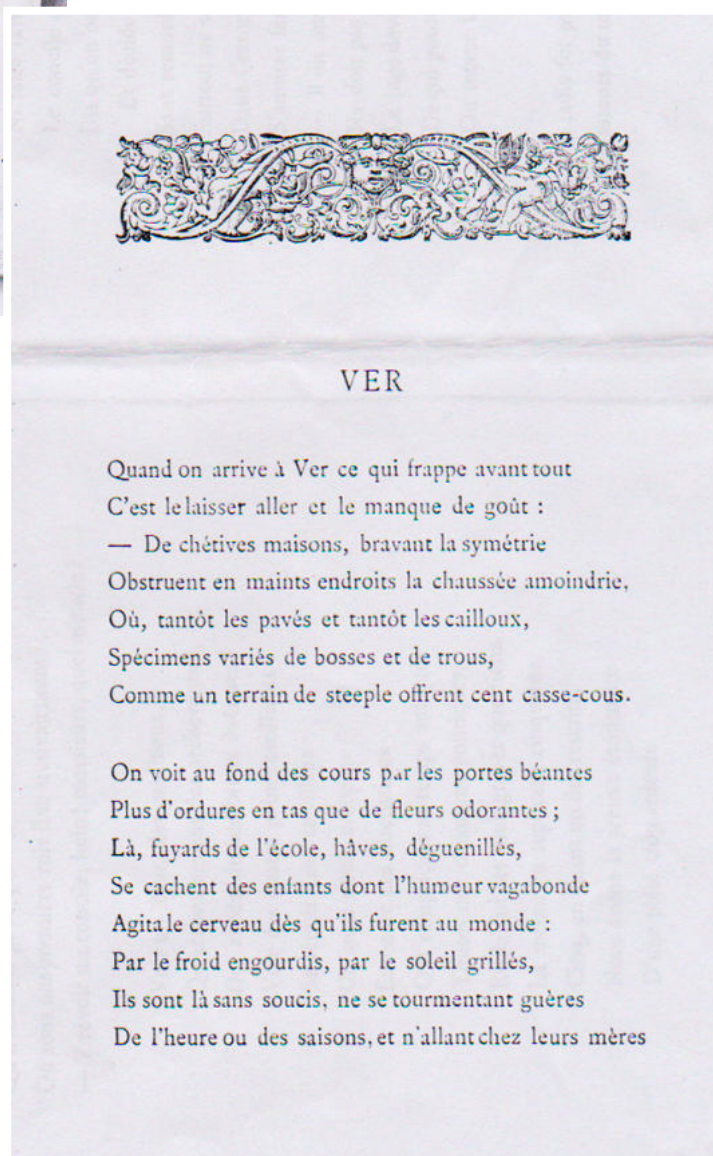 VER
Quand on arrive à Ver ce qui frappe avant tout
C'est le laisser aller et le manque de goût :
— De chétives maisons, bravant la symétrie
Obstruent en maints endroits la chaussée amoindrie,
Où, tantôt les pavés et tantôt les cailloux,
Spécimens variés de bosses et de trous,
Comme un terrain de steeple offrent cent casse-cous.
On voit au fond des cours par les portes béantes
Plus d'ordures en tas que de fleurs odorantes ;
Là, fuyards de l'école, hâves, déguenillés,
Se cachent des enfants dont l'humeur vagabonde
Agita le cerveau dès qu'ils furent au monde :
Par le froid engourdis, par le soleil grillés,
Ils sont là sans soucis, ne se tourmentant guères
De l'heure ou des saisons, et n'allant chez leurs mères